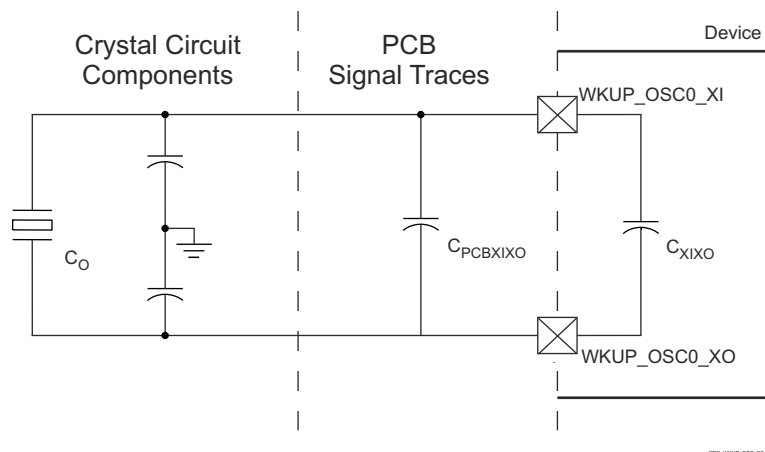 Crystal Circuit
Components
PCB
Signal Traces
Device
WKUP_OSC0_XI
CO
CPCBXIXO
CXIXO
WKUP_OSC0_XO